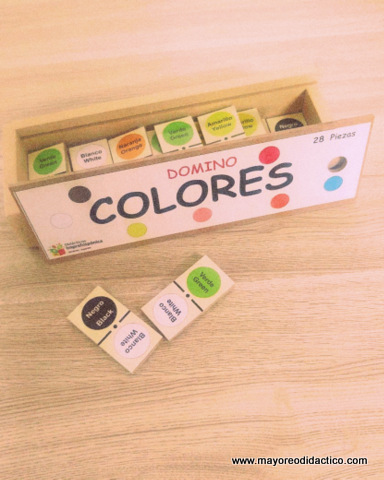 Verde
Green
Blanco
White
Naranja
Orange
Verde
Green
Amarillo
Yellow
Negro
28 Piezas
DOMINO
COLORES
Negro
Black
Blanco
White
Verde
Green
Blanco
White
www.mayoreodidactico.com